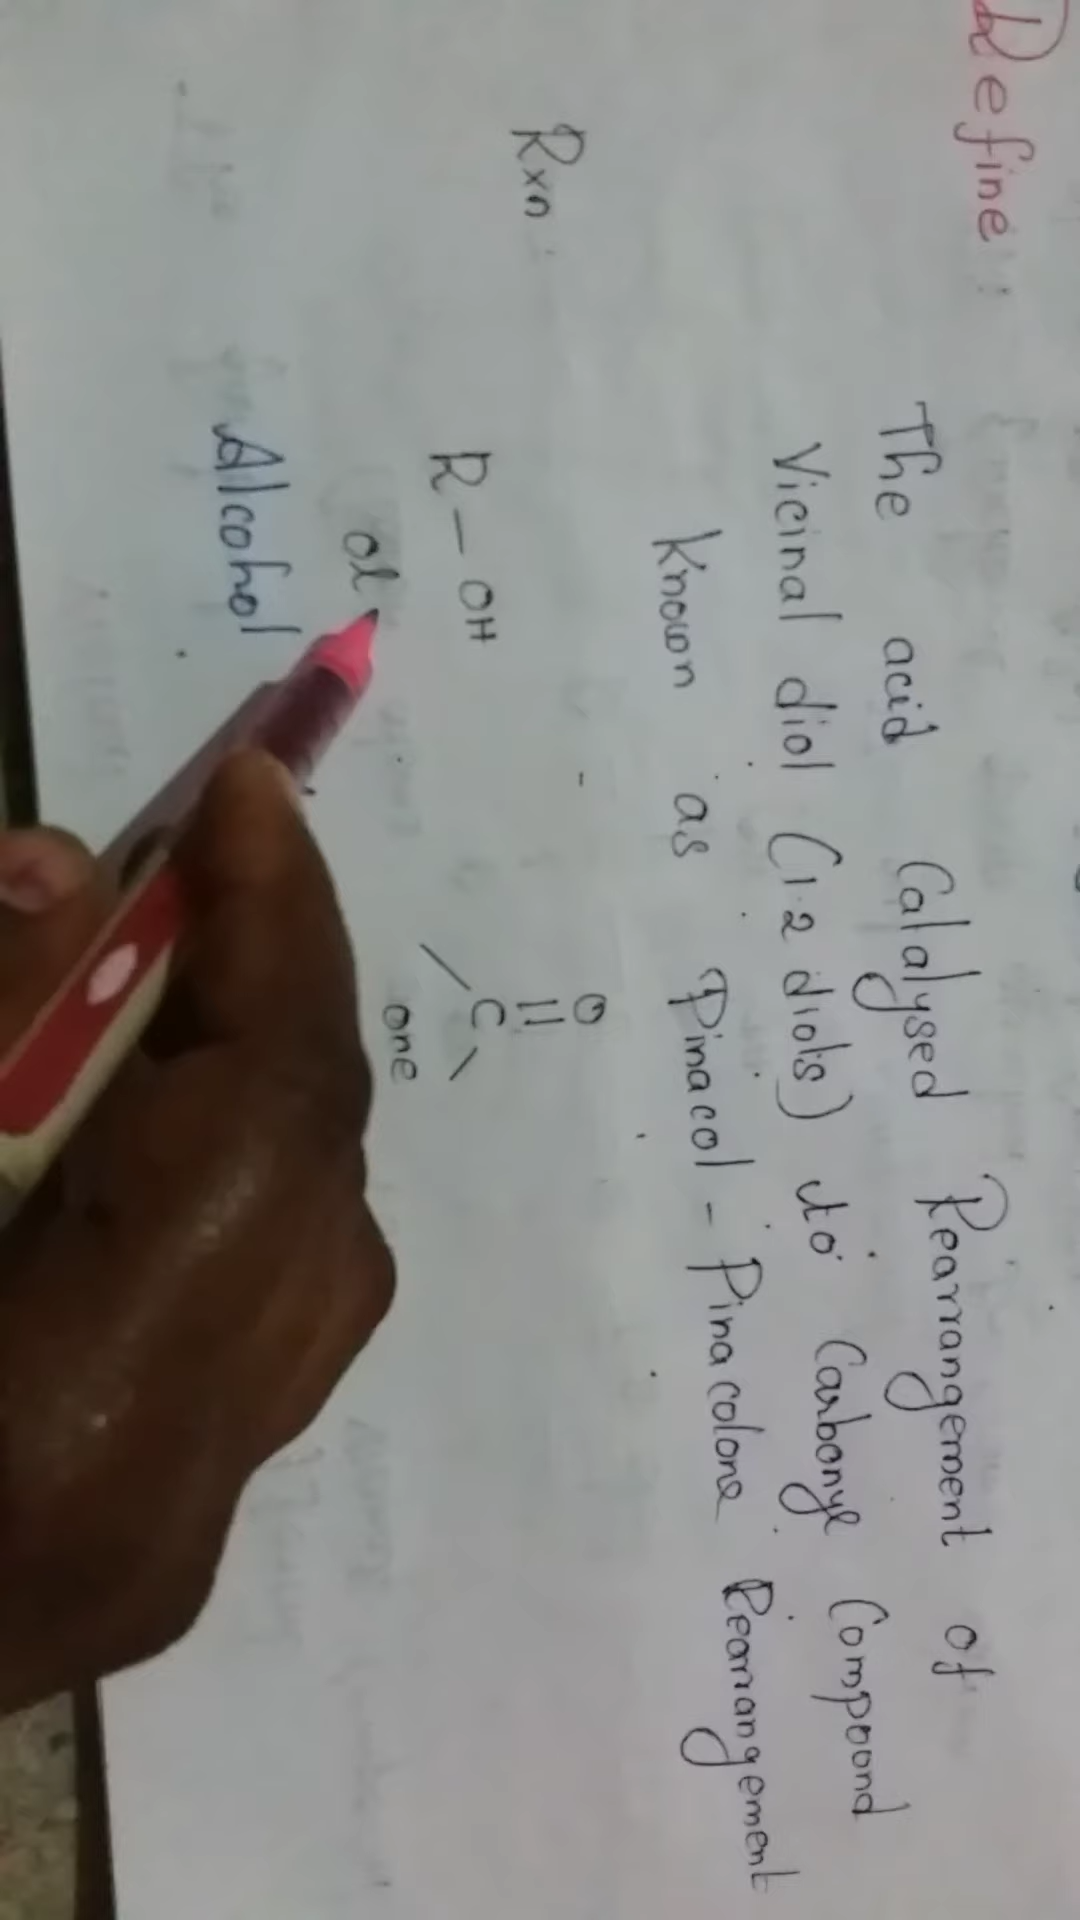 Define:
The acid Catalysed Rearrangement of
Vicinal diol (1.2 diols) to Carbonyl Compound
Known as Pinacol - Pinacolone Rearrangement
Rxn:
O
||
R - OH C
ol one
Alcohol